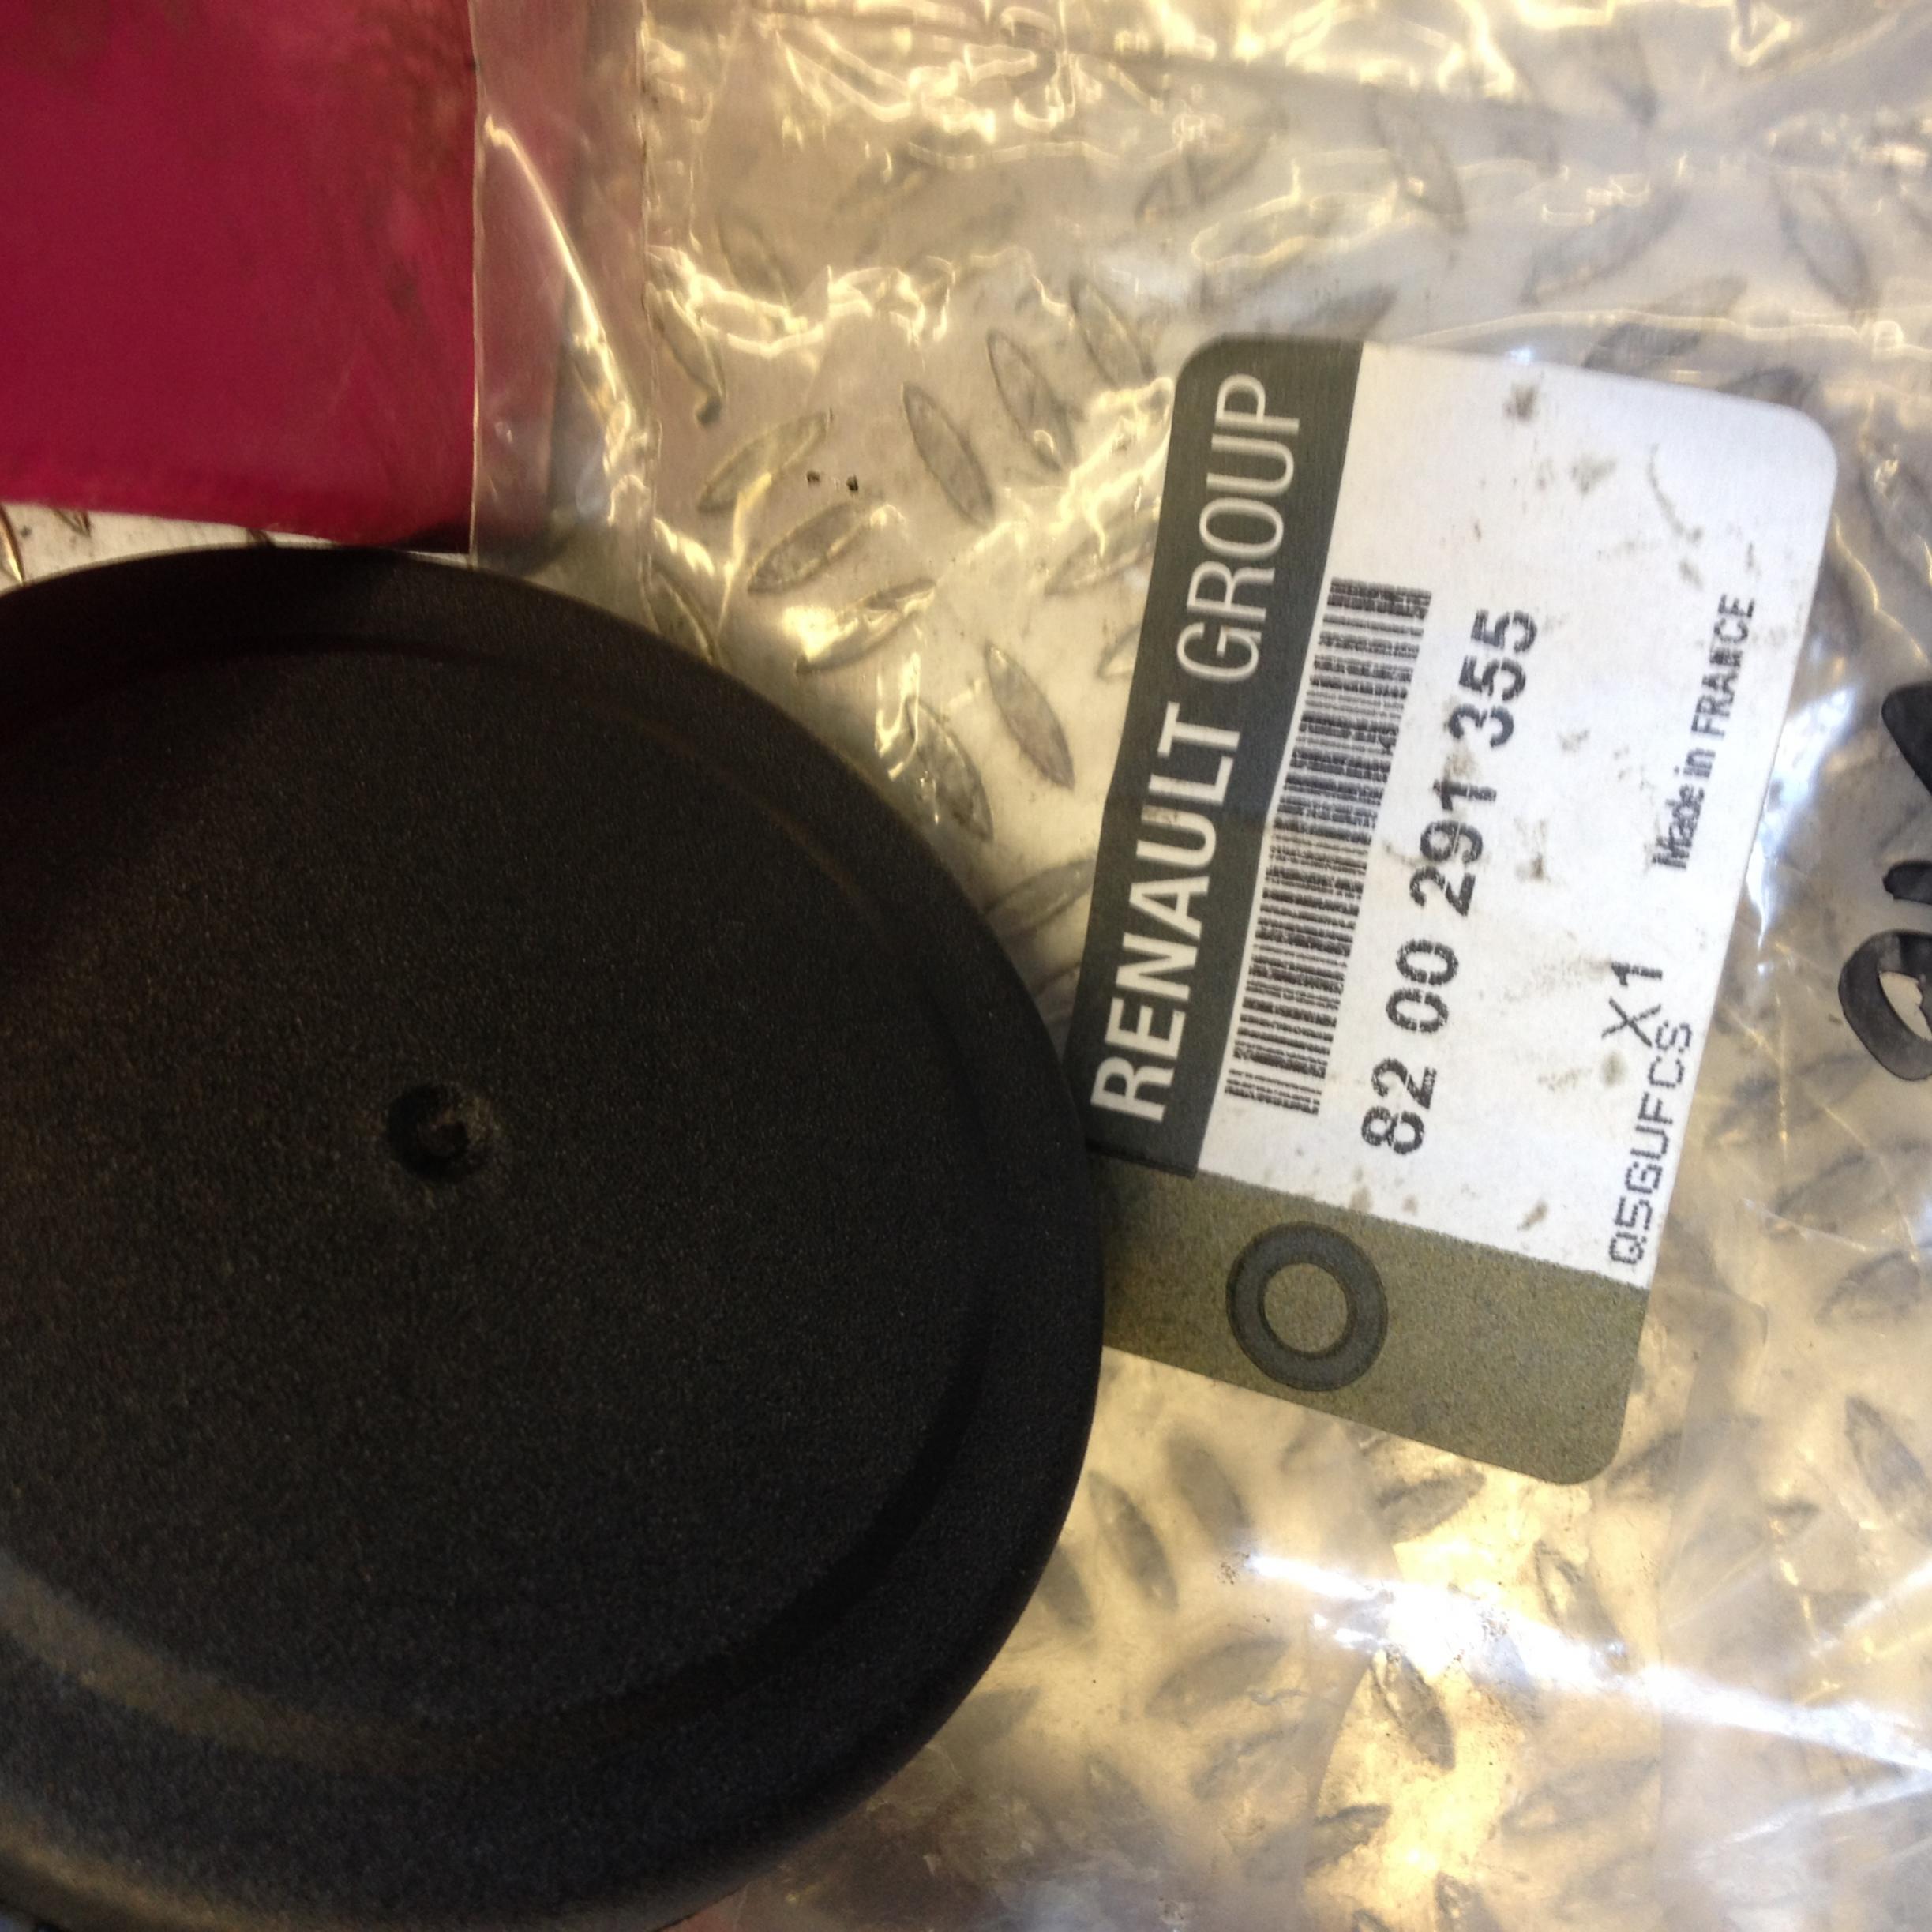 RENAULT GROUP
82 00 291 355
X1
Made in FRANCE
Q5GUFCS